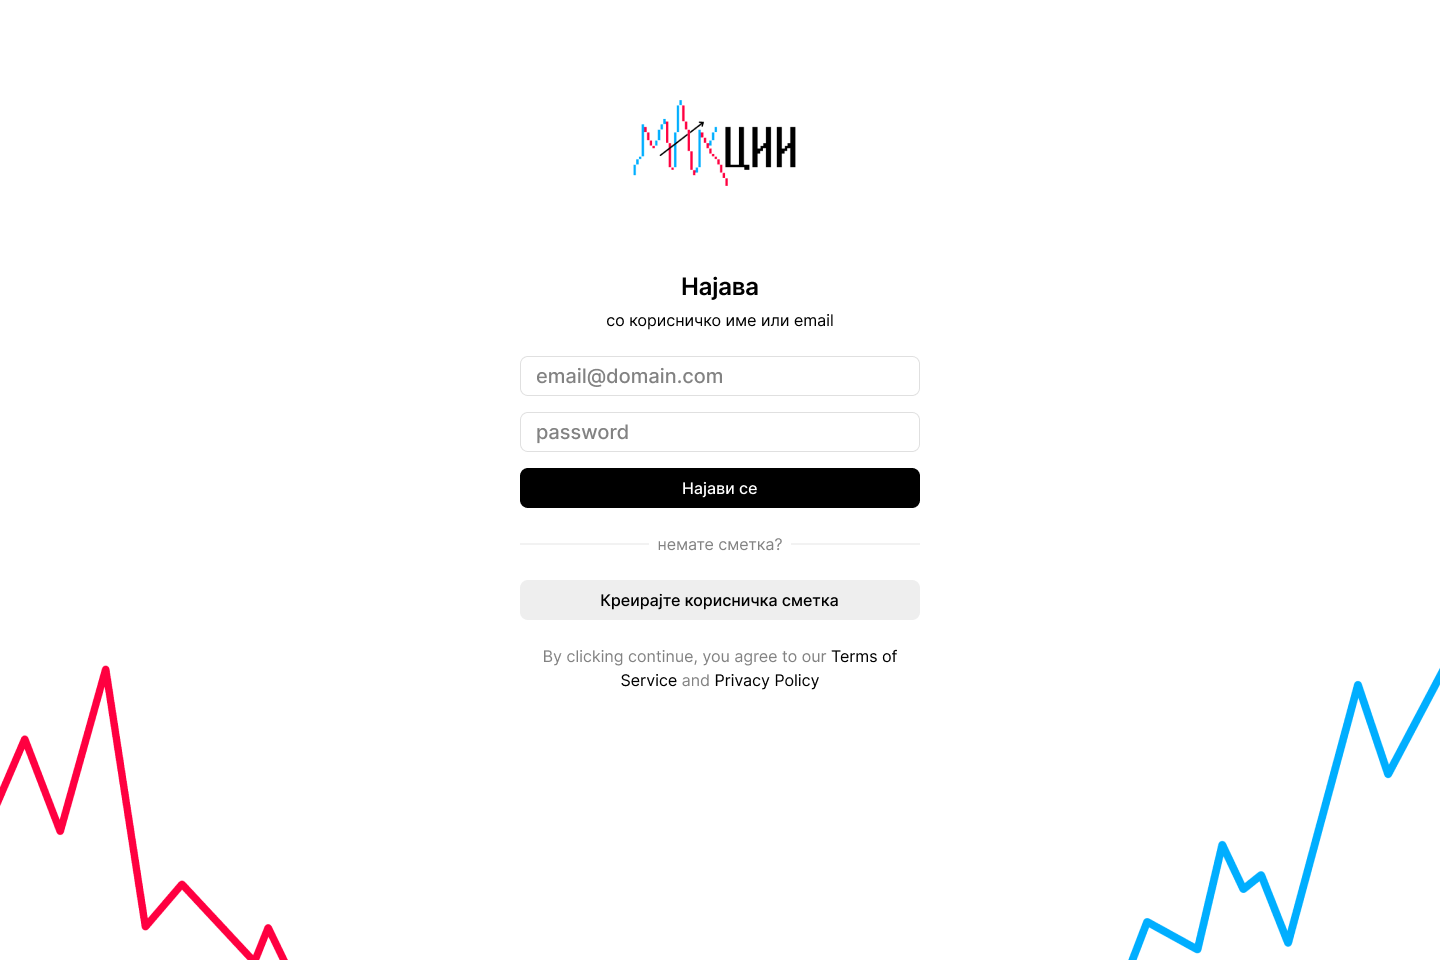 МАКЦИИ
Најава
со корисничко име или email
email@domain.com
password
Најави се
немате сметка?
Креирајте корисничка сметка
By clicking continue, you agree to our Terms of
Service and Privacy Policy